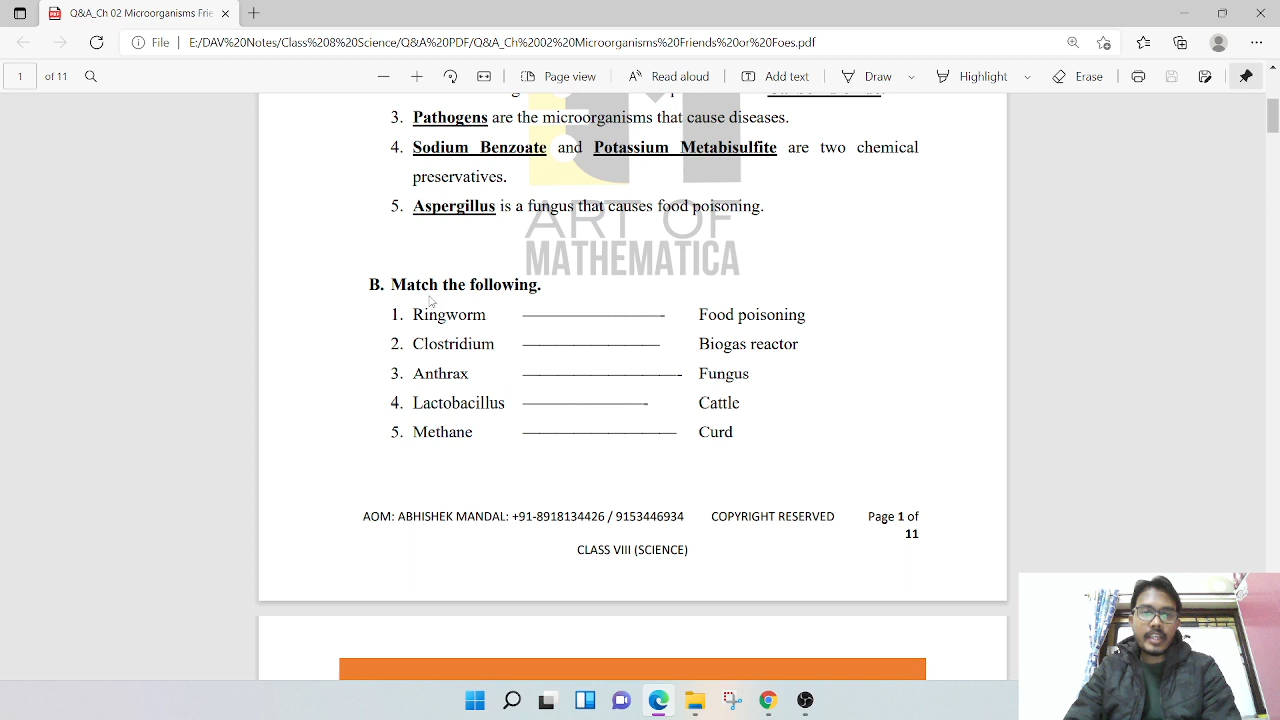 Q&A_Ch 02 Microorganisms Frie
File | E:/DAV%20Notes/Class%208%20Science/Q&A%20PDF/Q&A_Ch%2002%20Microorganisms%20Friends%20or%20Foes.pdf
1 of 11 Page view Read aloud Add text Draw Highlight Erase
3. Pathogens are the microorganisms that cause diseases.
4. Sodium Benzoate and Potassium Metabisulfite are two chemical
preservatives.
5. Aspergillus is a fungus that causes food poisoning.
ART OF
MATHEMATICA
B. Match the following.
1. Ringworm ———————————- Food poisoning
2. Clostridium ——————————— Biogas reactor
3. Anthrax ————————————- Fungus
4. Lactobacillus —————————— Cattle
5. Methane ———————————— Curd
AOM: ABHISHEK MANDAL: +91-8918134426 / 9153446934 COPYRIGHT RESERVED Page 1 of
11
CLASS VIII (SCIENCE)